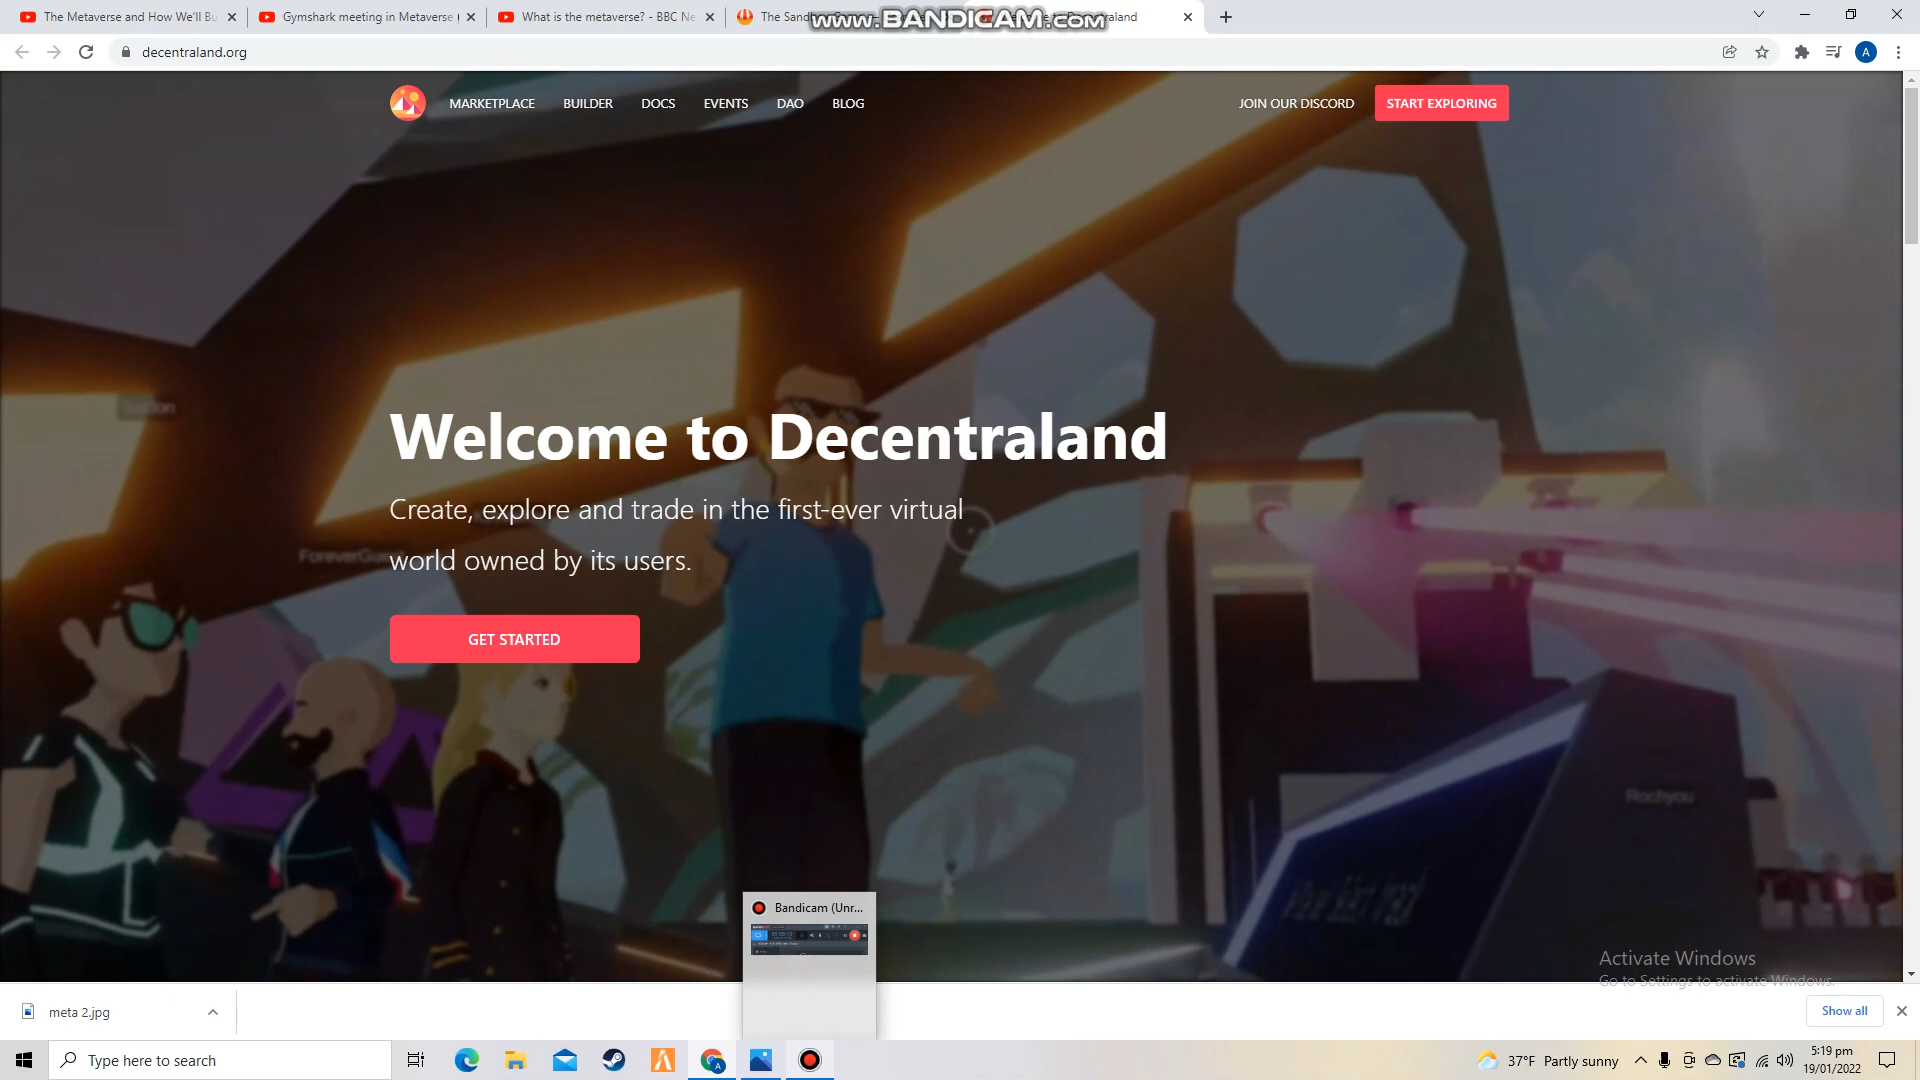 The Metaverse and How We'll Bu
Gymshark meeting in Metaverse
What is the metaverse? - BBC Ne
The Sand
www.BANDICAM.com
Decentraland
decentraland.org
A
MARKETPLACE
BUILDER
DOCS
EVENTS
DAO
BLOG
JOIN OUR DISCORD
START EXPLORING
Welcome to Decentraland
Create, explore and trade in the first-ever virtual
world owned by its users.
GET STARTED
Rochyou
Bandicam (Unr...
Activate Windows
Go to Settings to activate Windows.
meta 2.jpg
Show all
Type here to search
37°F Partly sunny
5:19 pm
19/01/2022